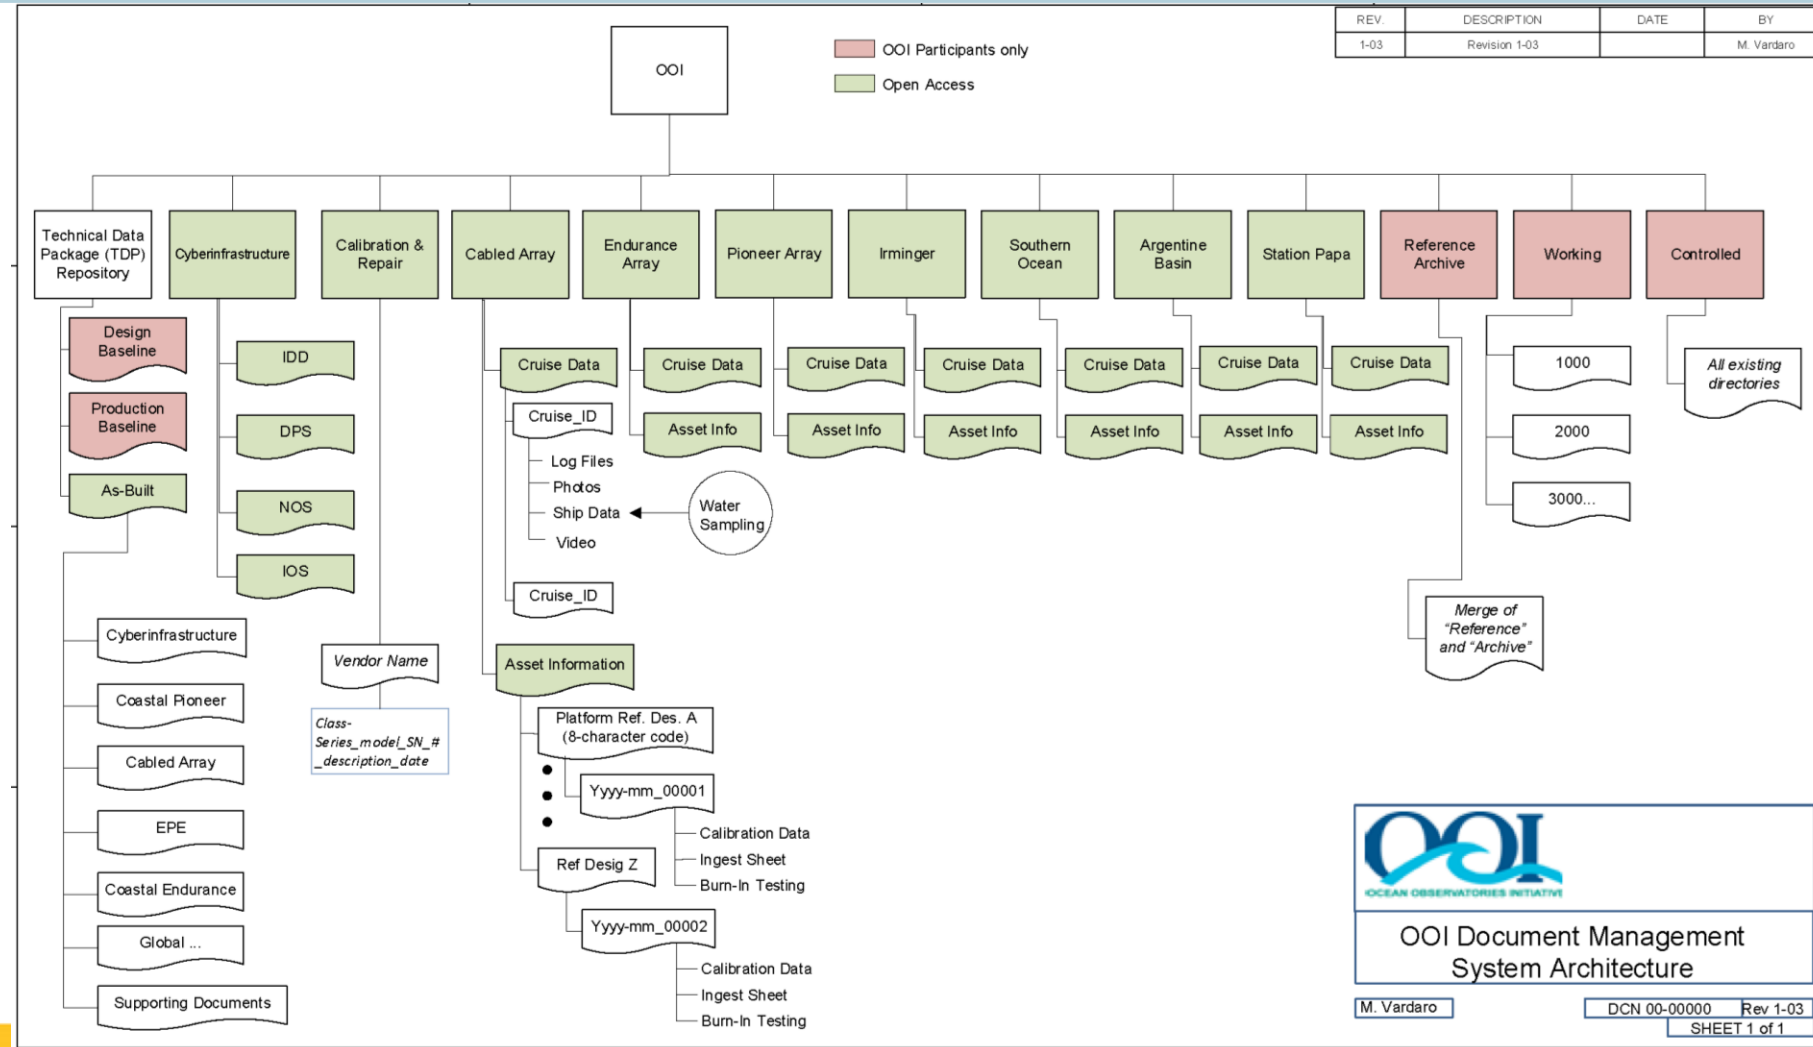 REV. DESCRIPTION DATE BY
1-03 Revision 1-03 M. Vardaro
OOI
OOI Participants only
Open Access
Technical Data
Package (TDP)
Repository
Cyberinfrastructure
Calibration &
Repair
Cabled Array
Endurance
Array
Pioneer Array
Irminger
Southern
Ocean
Argentine
Basin
Station Papa
Reference
Archive
Working
Controlled
Design
Baseline
Production
Baseline
As-Built
Cyberinfrastructure
Coastal Pioneer
Cabled Array
EPE
Coastal Endurance
Global ...
Supporting Documents
IDD
DPS
NOS
IOS
Vendor Name
Class-
Series_model_SN_#
_description_date
Cruise Data
Cruise_ID
Log Files
Photos
Ship Data
Video
Water
Sampling
Cruise_ID
Asset Information
Platform Ref. Des. A
(8-character code)
Yyyy-mm_00001
Calibration Data
Ingest Sheet
Burn-In Testing
Ref Desig Z
Yyyy-mm_00002
Calibration Data
Ingest Sheet
Burn-In Testing
Cruise Data
Asset Info
Cruise Data
Asset Info
Cruise Data
Asset Info
Cruise Data
Asset Info
Cruise Data
Asset Info
Cruise Data
Asset Info
Merge of
"Reference"
and "Archive"
1000
2000
3000...
All existing
directories
OOI
OCEAN OBSERVATORIES INITIATIVE
OOI Document Management
System Architecture
M. Vardaro
DCN 00-00000 Rev 1-03
SHEET 1 of 1